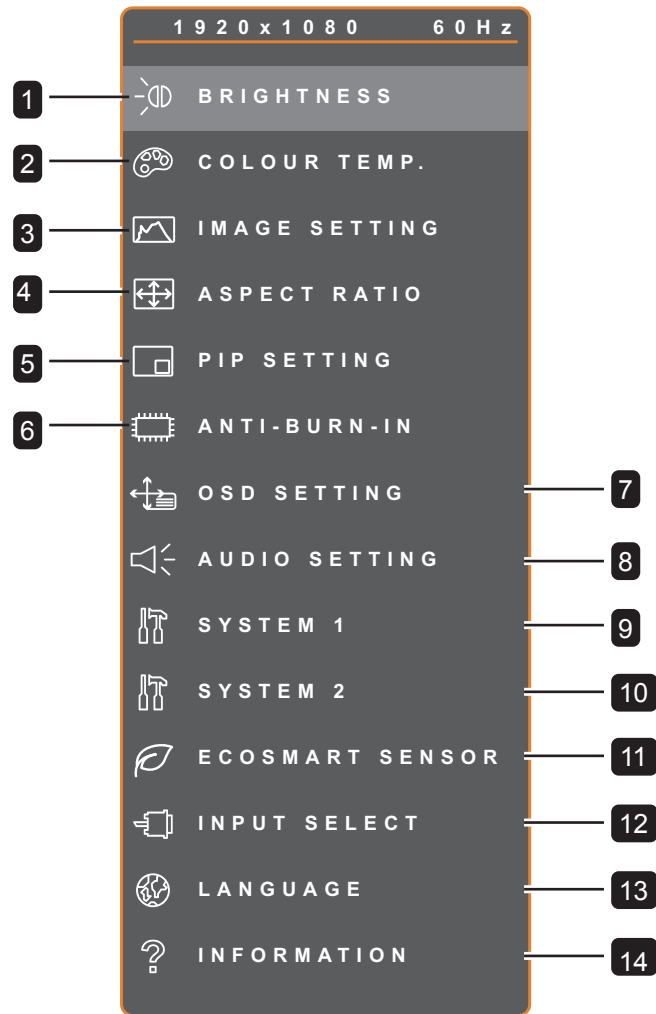 1920x1080 60Hz
1 BRIGHTNESS
2 COLOUR TEMP.
3 IMAGE SETTING
4 ASPECT RATIO
5 PIP SETTING
6 ANTI-BURN-IN
OSD SETTING 7
AUDIO SETTING 8
SYSTEM 1 9
SYSTEM 2 10
ECOSMART SENSOR 11
INPUT SELECT 12
LANGUAGE 13
? INFORMATION 14